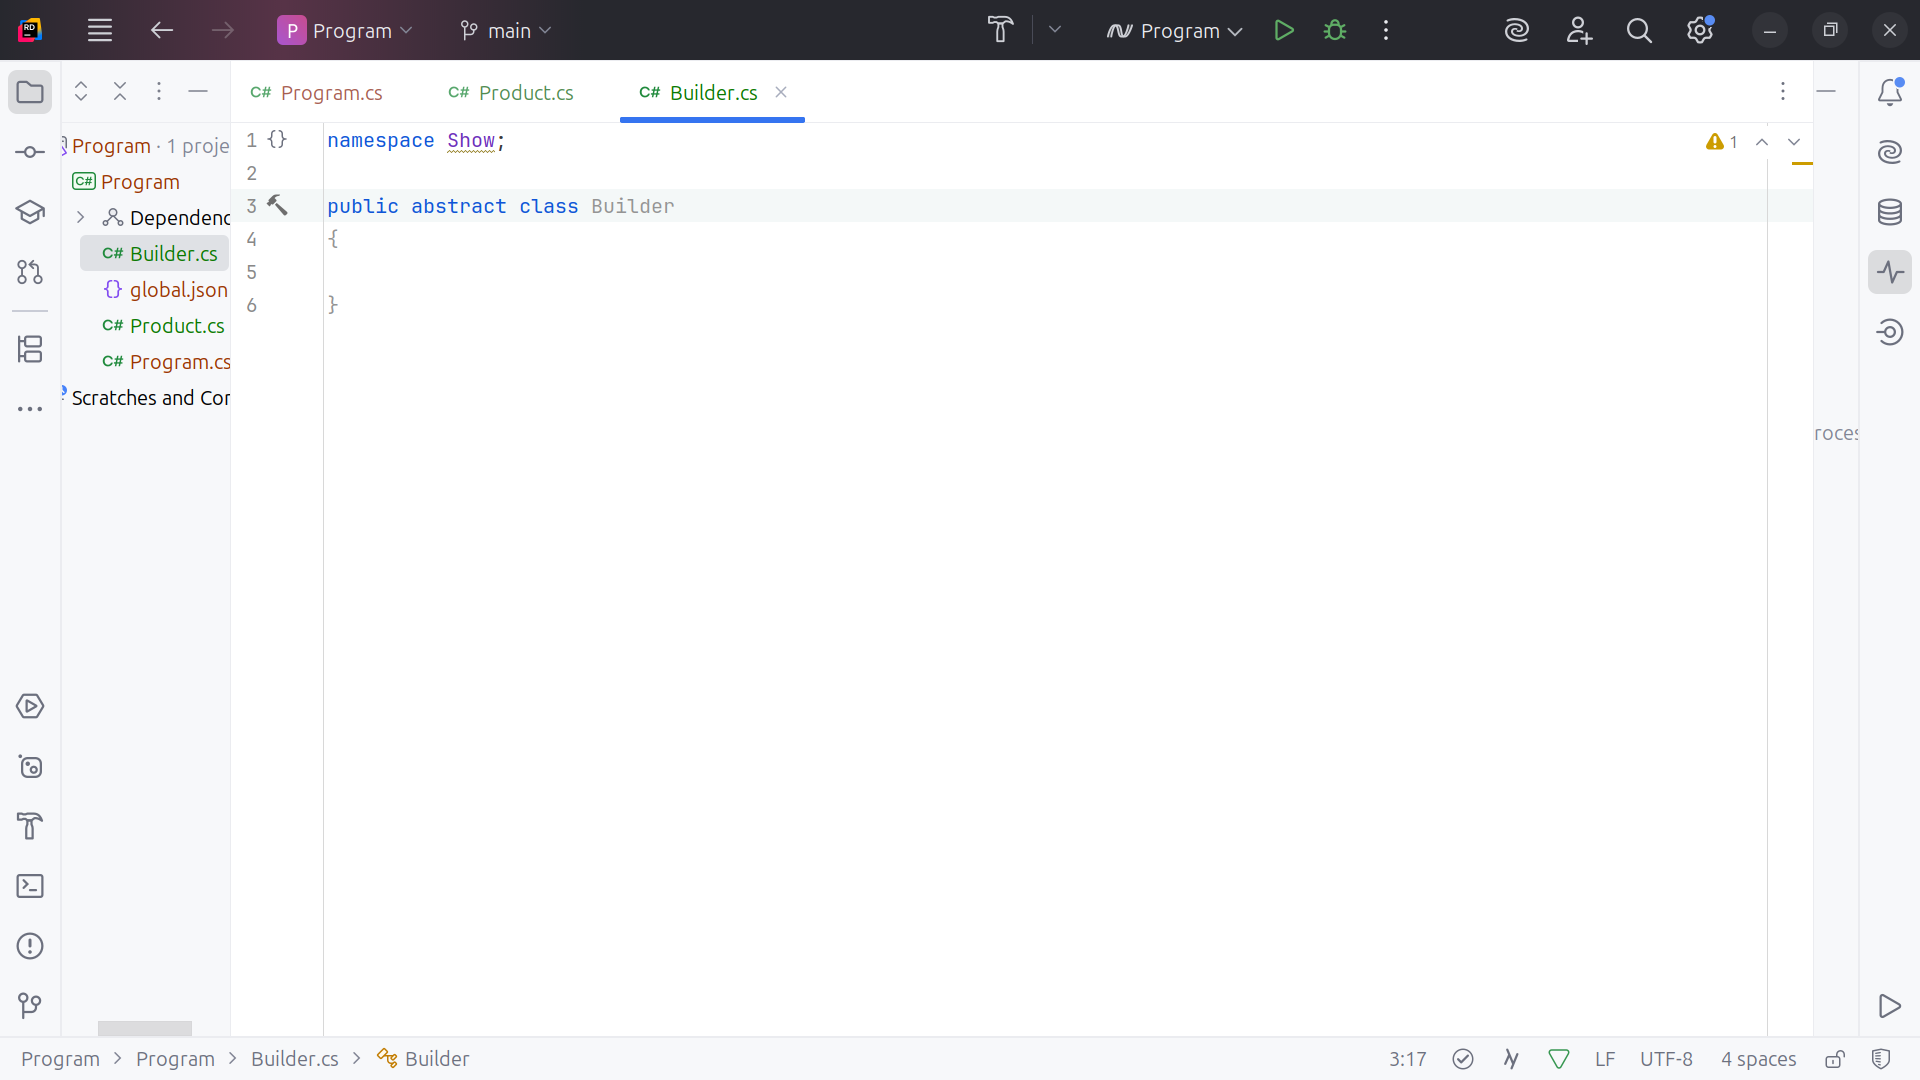 Program
main
Program
Program.cs
Product.cs
Builder.cs
Program · 1 proje
Program
Dependenc
Builder.cs
global.json
Product.cs
Program.cs
Scratches and Cor
1 namespace Show;
2
3 public abstract class Builder
4 {
5
6 }
1
roces
Program > Program > Builder.cs > Builder
3:17 LF UTF-8 4 spaces